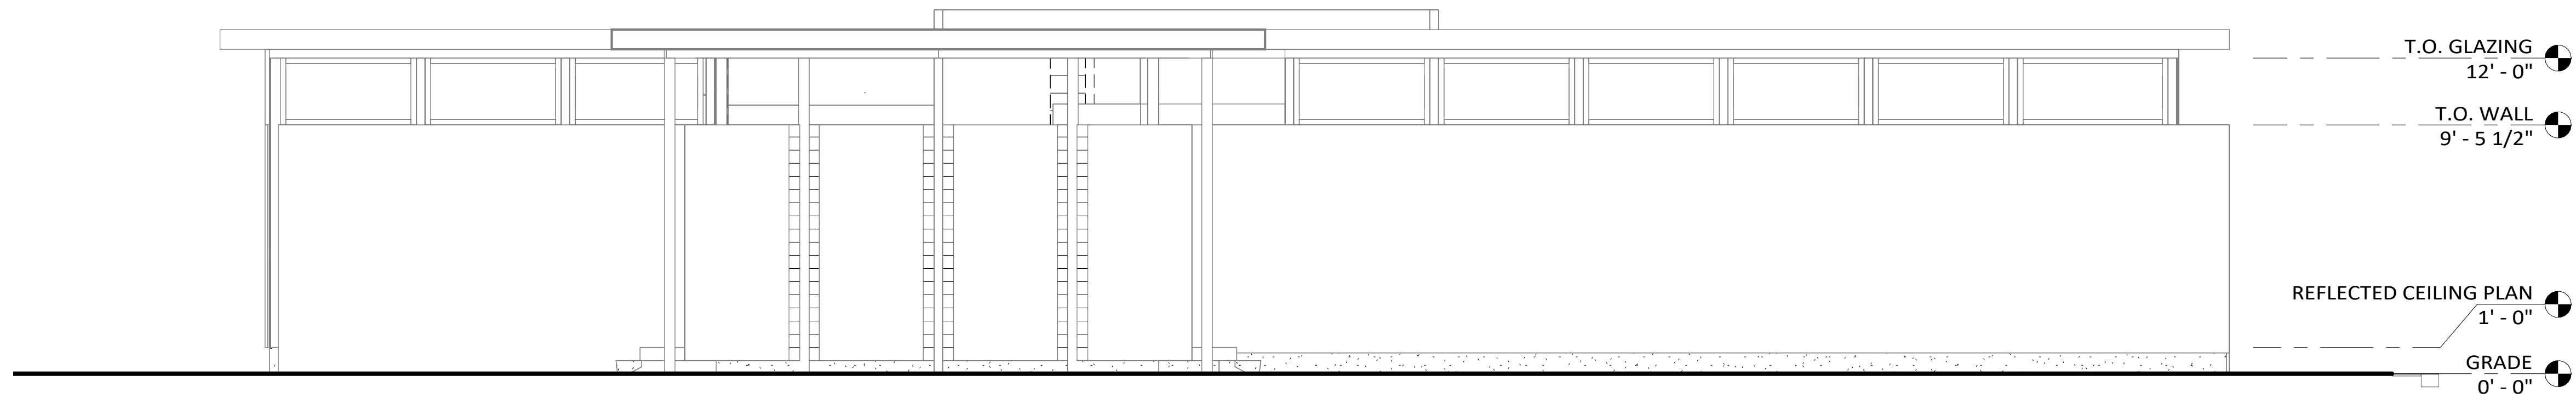 T.O. GLAZING
12' - 0"
T.O. WALL
9' - 5 1/2"
REFLECTED CEILING PLAN
1' - 0"
GRADE
0' - 0"